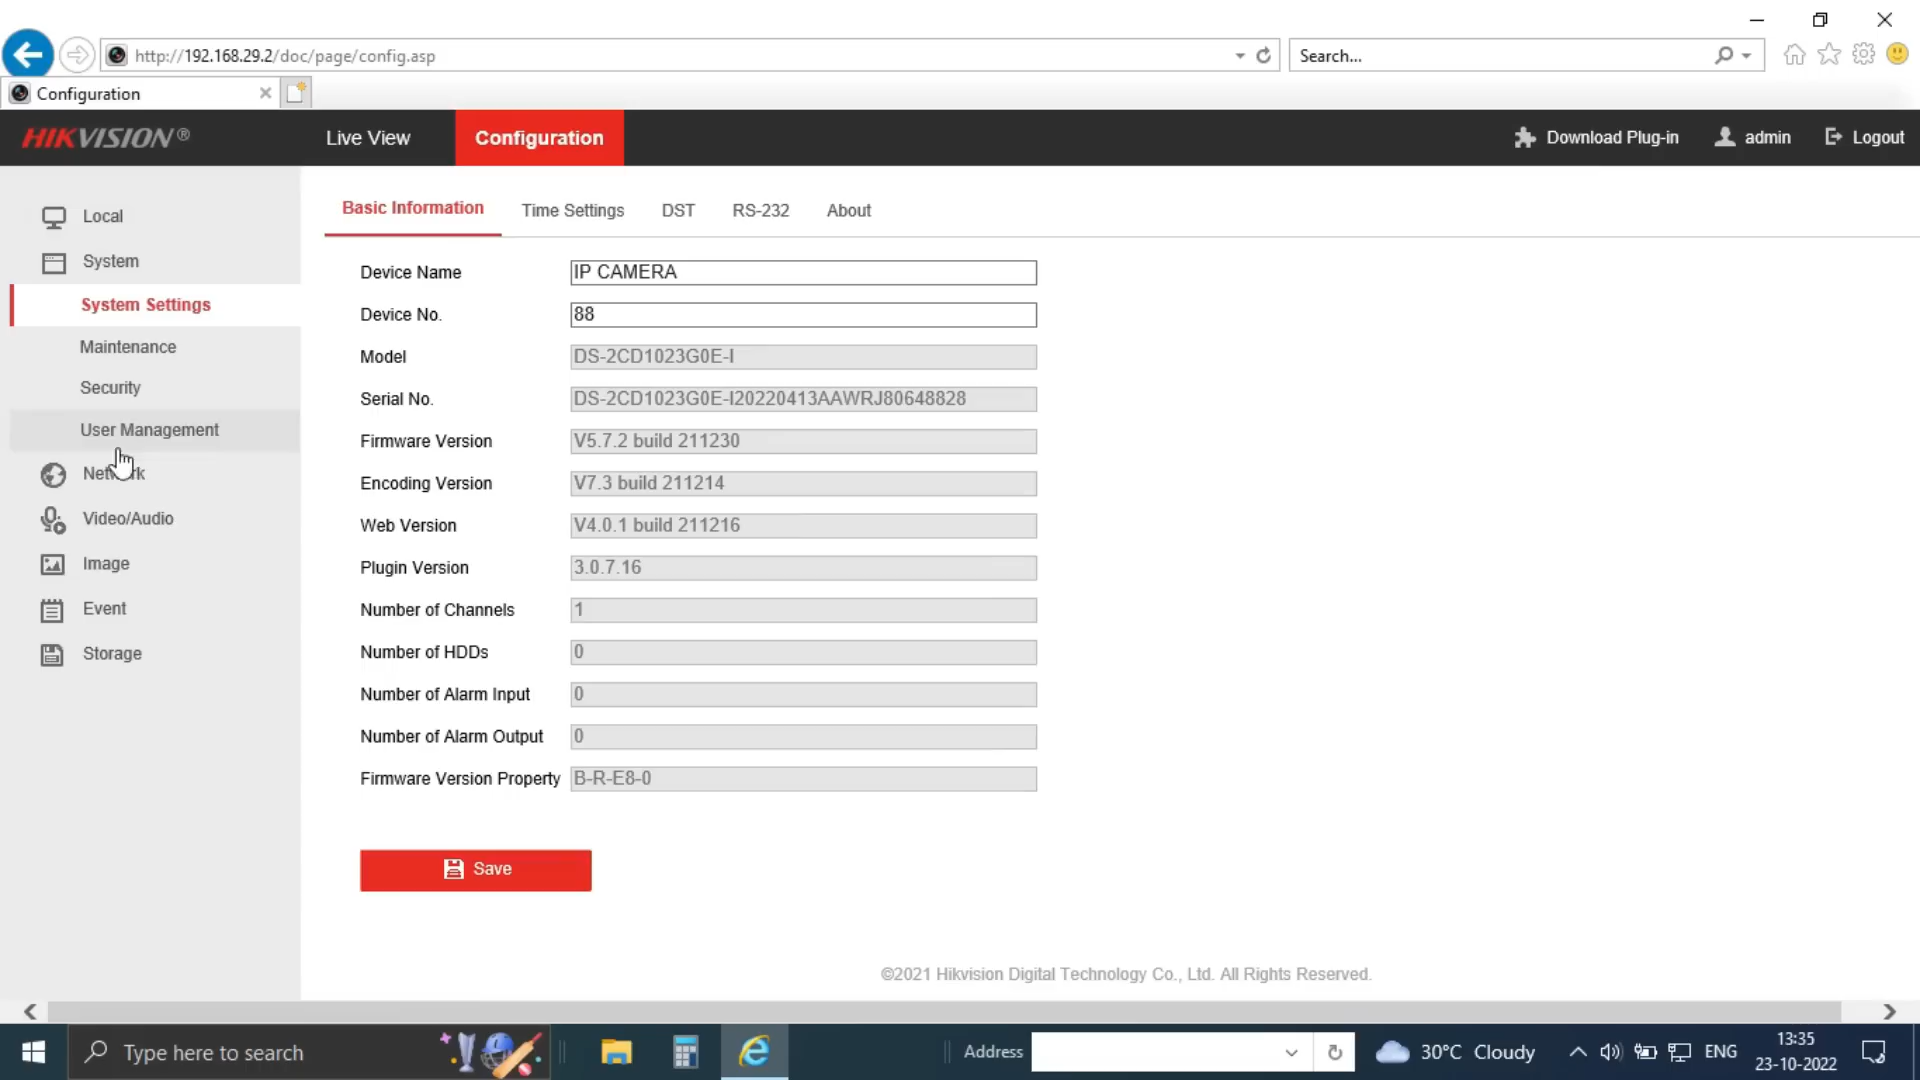 http://192.168.29.2/doc/page/config.asp
Search...
Configuration
HIKVISION®
Live View
Configuration
Download Plug-in
admin
Logout
Local
System
System Settings
Maintenance
Security
User Management
Network
Video/Audio
Image
Event
Storage
Basic Information
Time Settings
DST
RS-232
About
Device Name IP CAMERA
Device No. 88
Model DS-2CD1023G0E-I
Serial No. DS-2CD1023G0E-I20220413AAWRJ80648828
Firmware Version V5.7.2 build 211230
Encoding Version V7.3 build 211214
Web Version V4.0.1 build 211216
Plugin Version 3.0.7.16
Number of Channels 1
Number of HDDs 0
Number of Alarm Input 0
Number of Alarm Output 0
Firmware Version Property B-R-E8-0
Save
©2021 Hikvision Digital Technology Co., Ltd. All Rights Reserved.
Type here to search
Address
30°C Cloudy
ENG
13:35
23-10-2022